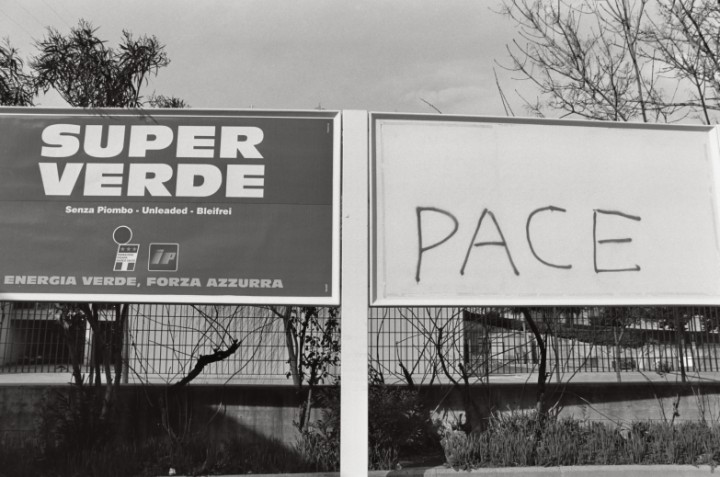 SUPER
VERDE
Senza Piombo - Unleaded - Bleifrei
IP
ENERGIA VERDE, FORZA AZZURRA
PACE